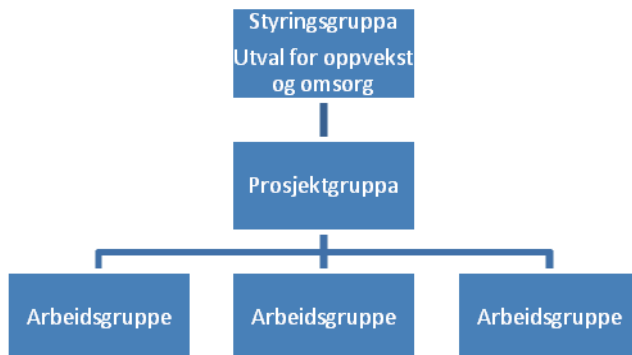 Styringsgruppa
Utval for oppvekst
og omsorg
Prosjektgruppa
Arbeidsgruppe
Arbeidsgruppe
Arbeidsgruppe